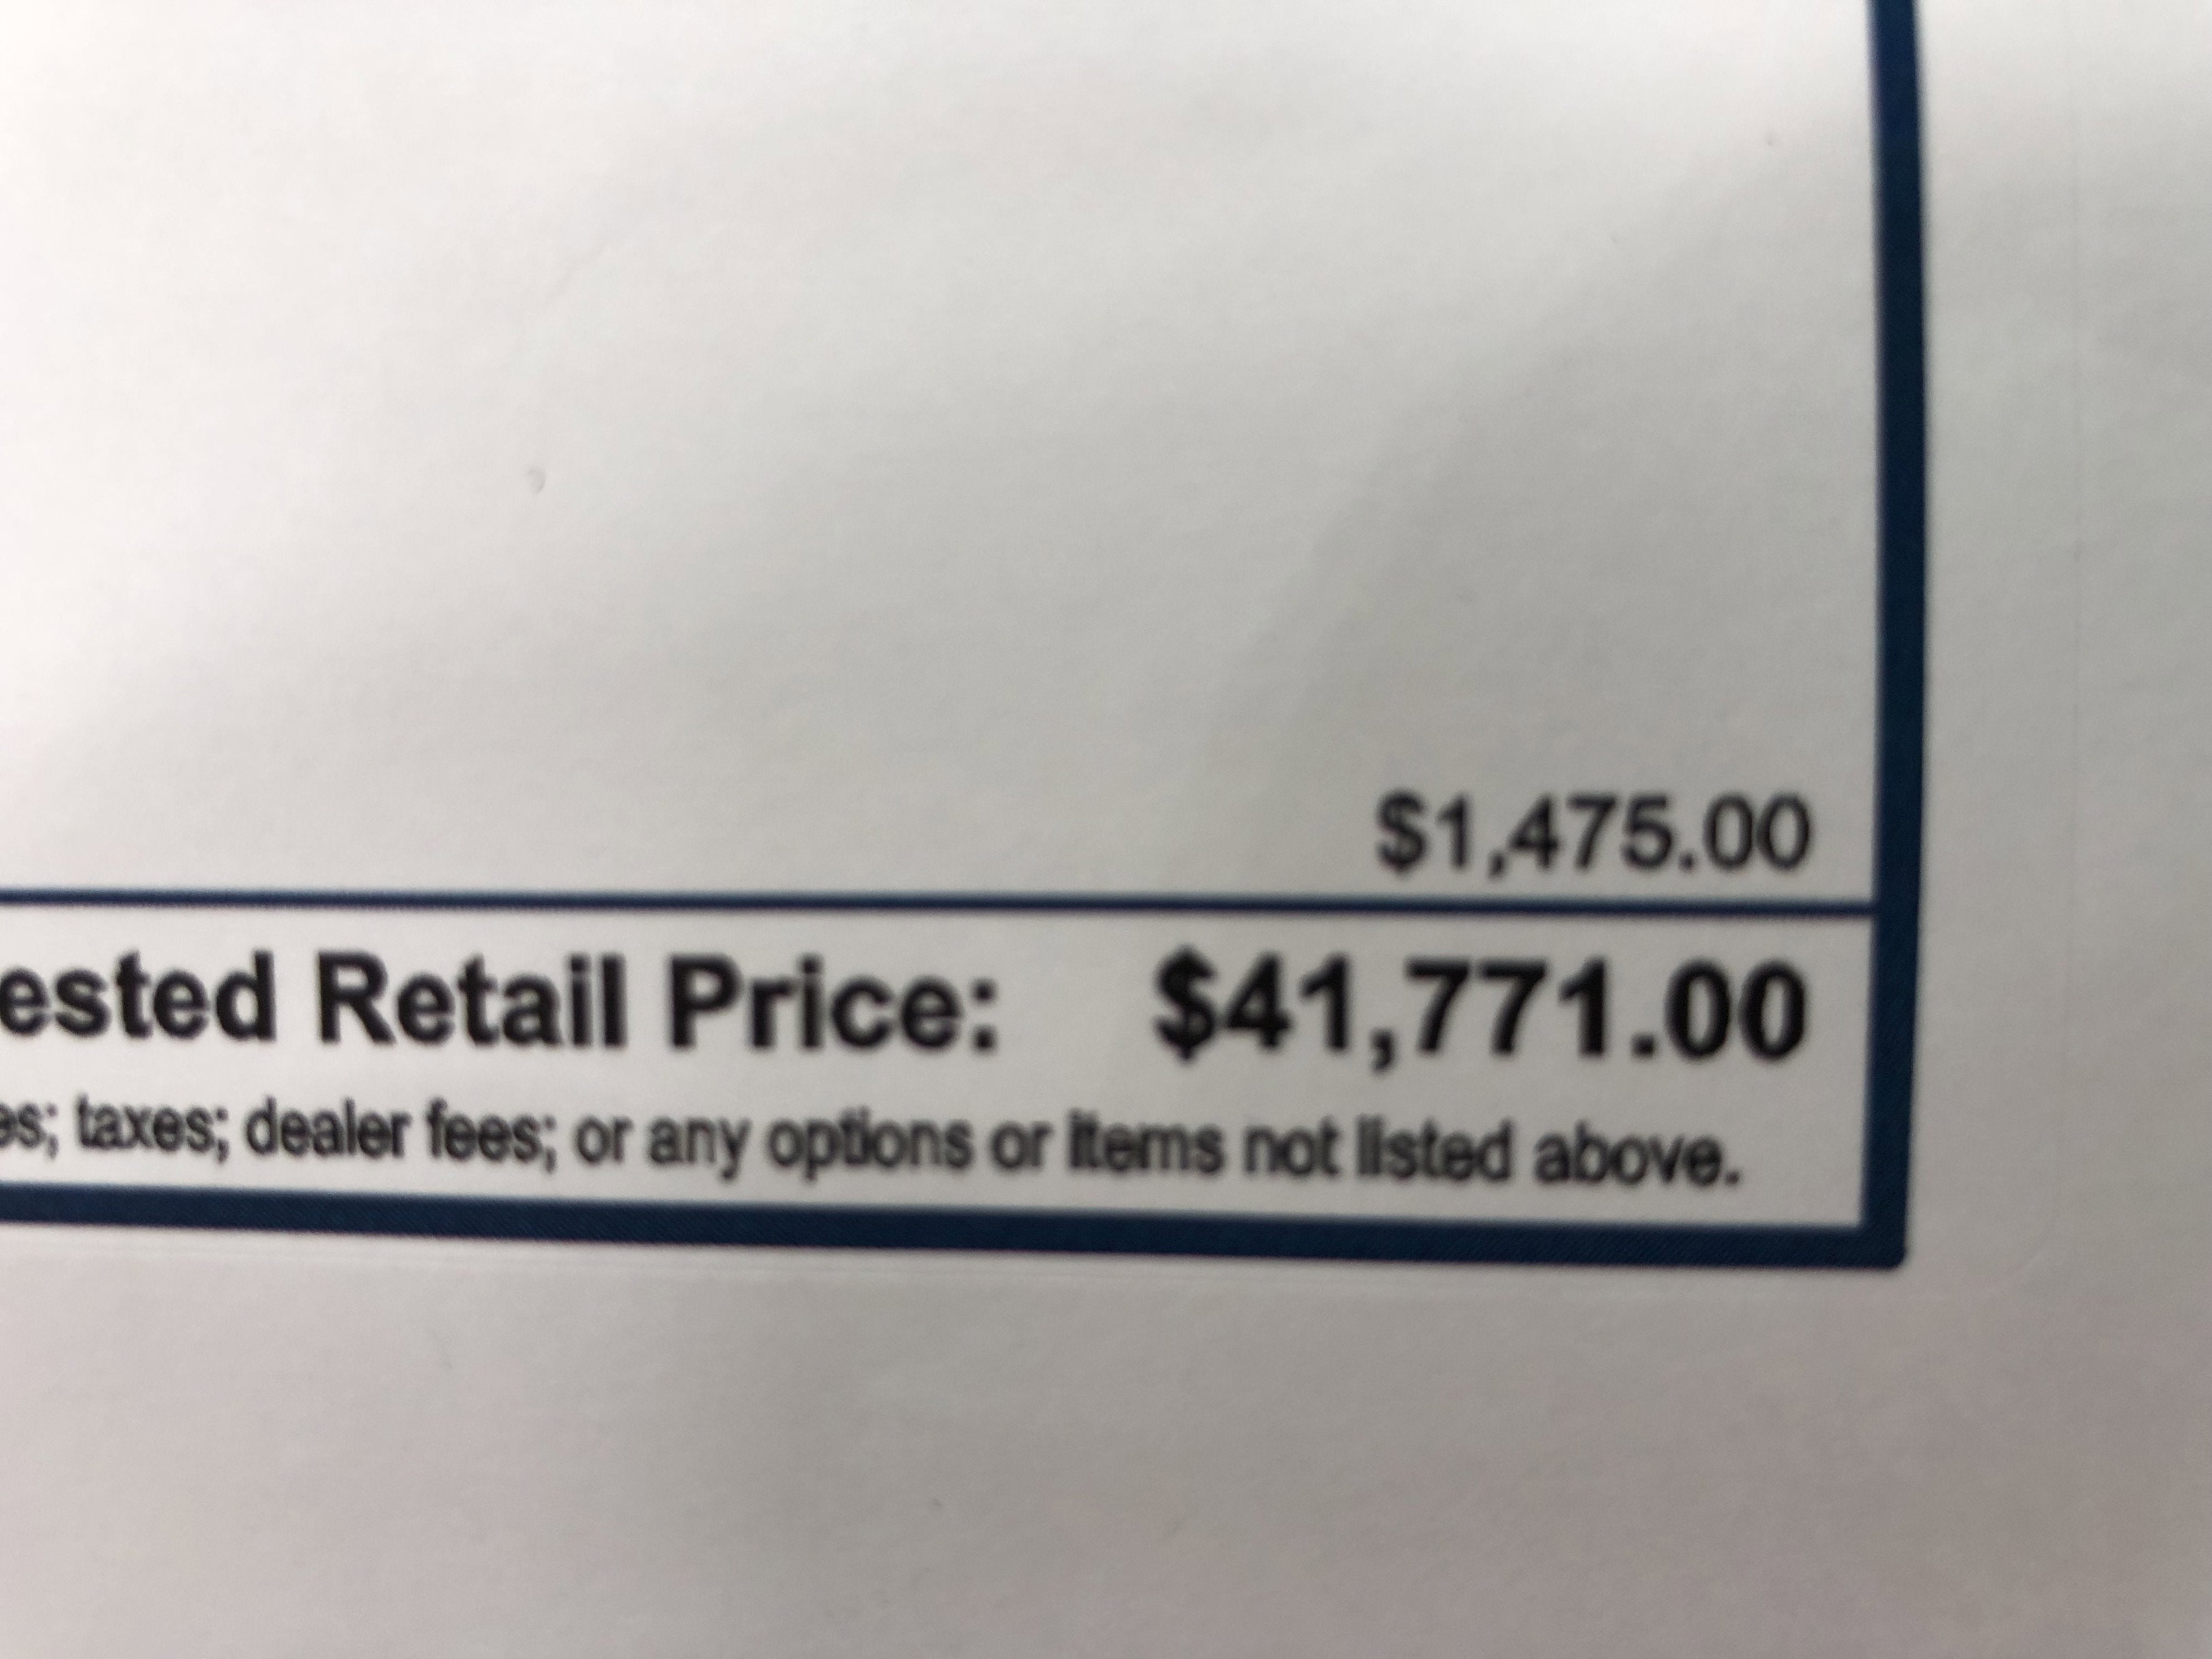 $1,475.00
ested Retail Price: $41,771.00
es; taxes; dealer fees; or any options or items not listed above.